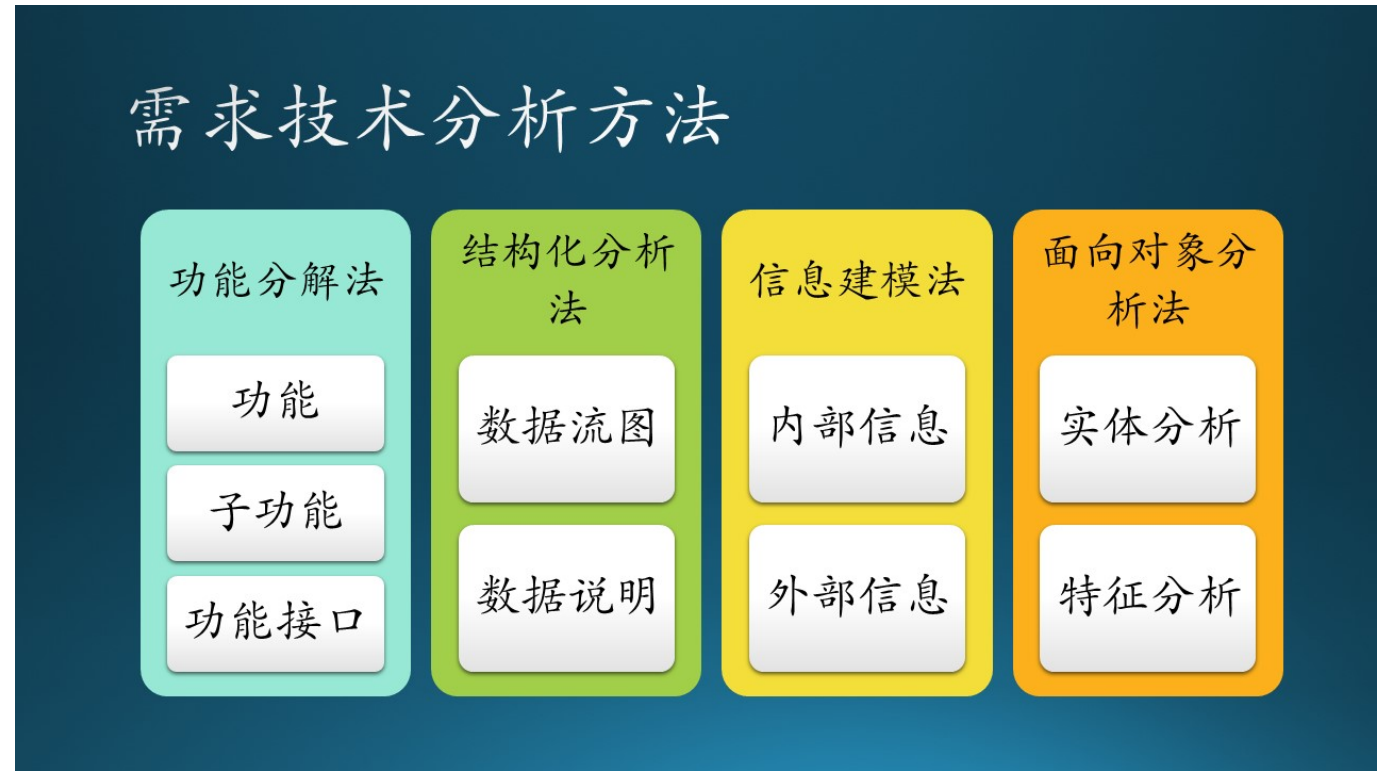 需求技术分析方法
功能分解法
功能
子功能
功能接口
结构化分析
法
数据流图
数据说明
信息建模法
内部信息
外部信息
面向对象分
析法
实体分析
特征分析